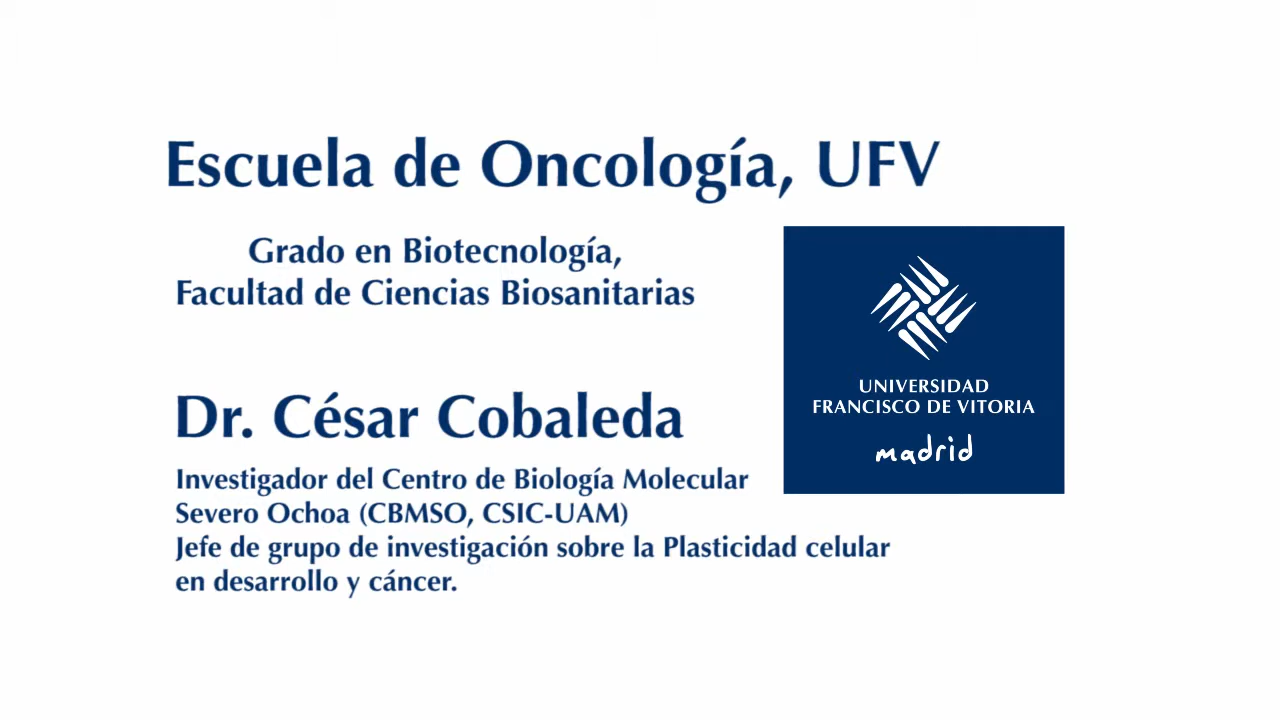 Escuela de Oncología, UFV
Grado en Biotecnología,
Facultad de Ciencias Biosanitarias
UNIVERSIDAD
FRANCISCO DE VITORIA
madrid
Dr. César Cobaleda
Investigador del Centro de Biología Molecular
Severo Ochoa (CBMSO, CSIC-UAM)
Jefe de grupo de investigación sobre la Plasticidad celular
en desarrollo y cáncer.